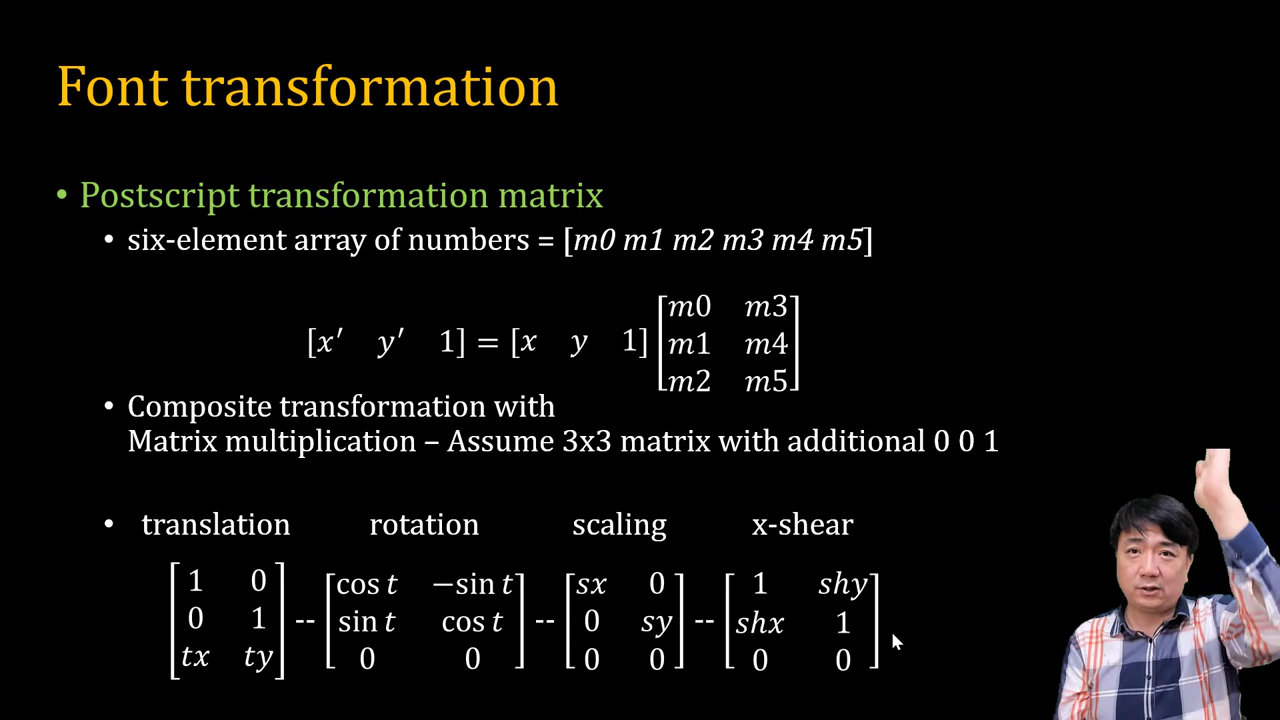 Font transformation
• Postscript transformation matrix
• six-element array of numbers = [m0 m1 m2 m3 m4 m5]
[x′ y′ 1] = [x y 1] [m0 m3
m1 m4
m2 m5]
• Composite transformation with
Matrix multiplication – Assume 3x3 matrix with additional 0 0 1
• translation rotation scaling x-shear
[1 0 [cos t −sin t [sx 0 [1 shy
0 1 -- sin t cos t -- 0 sy -- shx 1
tx ty] 0 0] 0 0] 0 0]